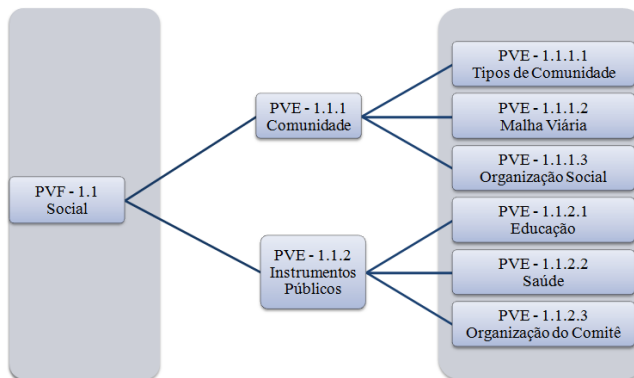 PVF - 1.1
Social
PVE - 1.1.1
Comunidade
PVE - 1.1.2
Instrumentos
Públicos
PVE - 1.1.1.1
Tipos de Comunidade
PVE - 1.1.1.2
Malha Viária
PVE - 1.1.1.3
Organização Social
PVE - 1.1.2.1
Educação
PVE - 1.1.2.2
Saúde
PVE - 1.1.2.3
Organização do Comitê